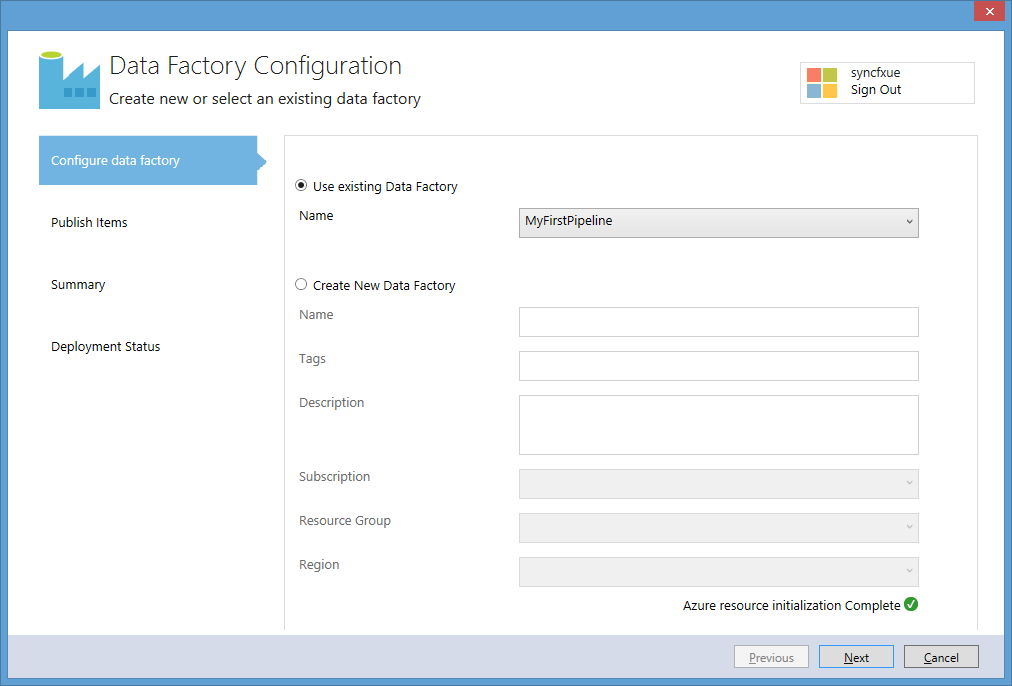 Data Factory Configuration
Create new or select an existing data factory
syncfxue
Sign Out
Configure data factory
Publish Items
Summary
Deployment Status
Use existing Data Factory
Name
MyFirstPipeline
Create New Data Factory
Name
Tags
Description
Subscription
Resource Group
Region
Azure resource initialization Complete
Previous
Next
Cancel